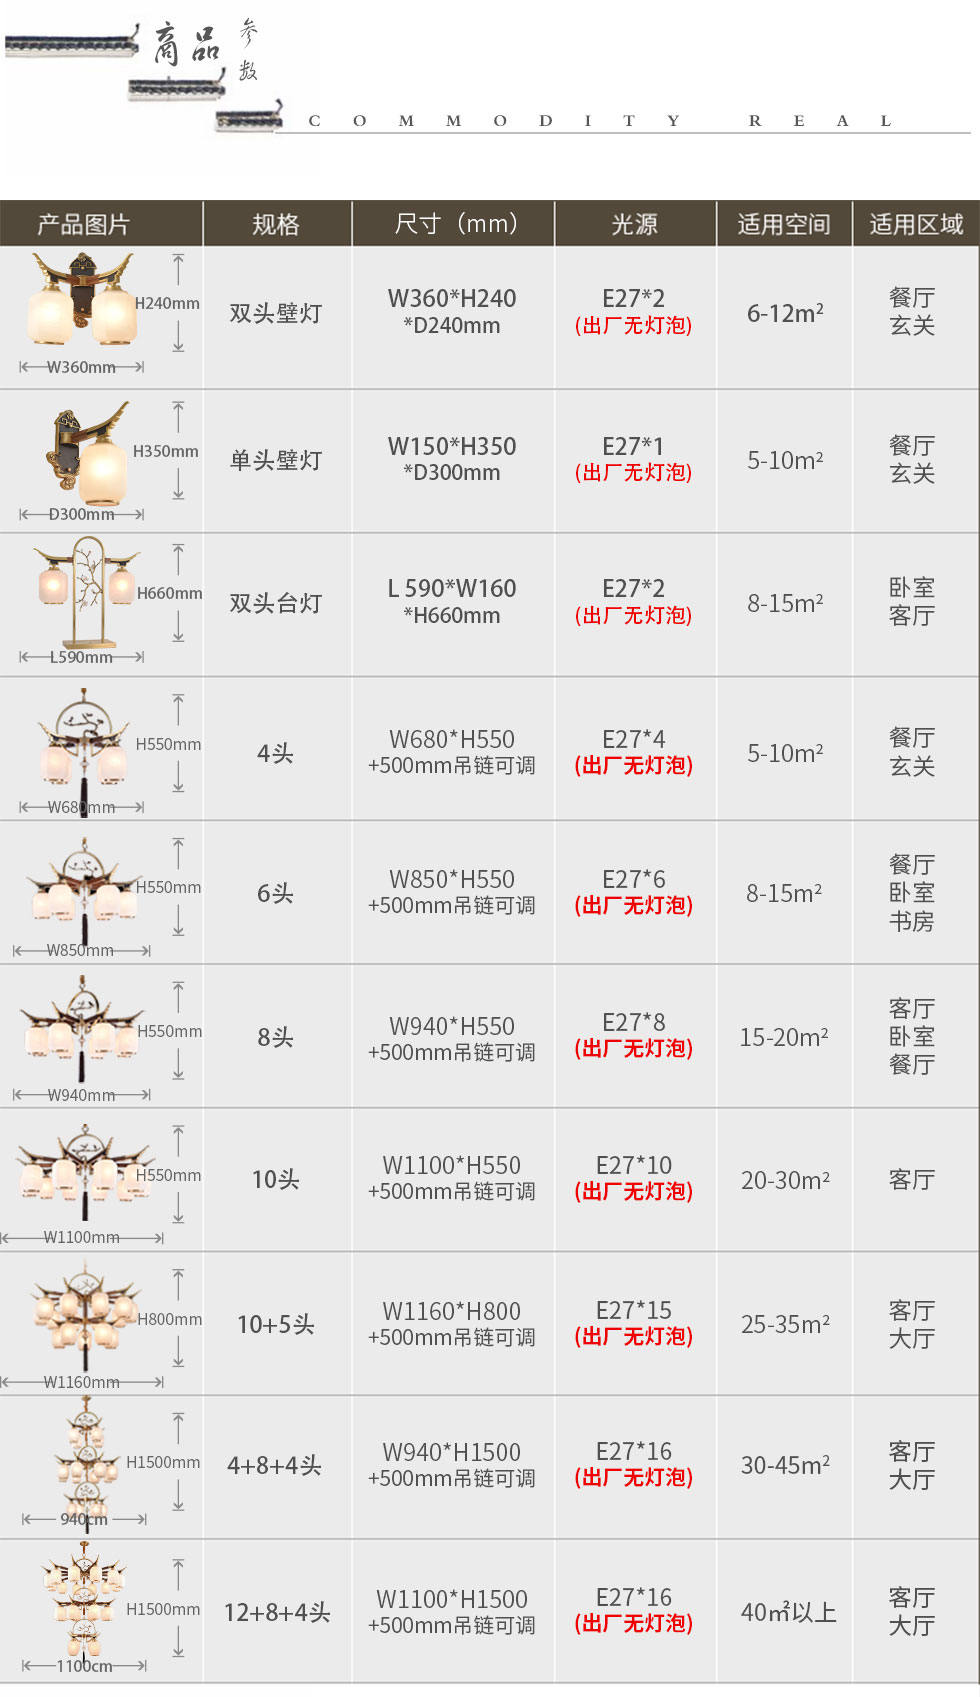 商品 参数
COMMODITY REAL
产品图片 规格 尺寸（mm） 光源 适用空间 适用区域
H240mm
W360mm
双头壁灯
W360*H240
*D240mm
E27*2
(出厂无灯泡)
6-12m²
餐厅
玄关
H350mm
D300mm
单头壁灯
W150*H350
*D300mm
E27*1
(出厂无灯泡)
5-10m²
餐厅
玄关
H660mm
L590mm
双头台灯
L 590*W160
*H660mm
E27*2
(出厂无灯泡)
8-15m²
卧室
客厅
H550mm
W680mm
4头
W680*H550
+500mm吊链可调
E27*4
(出厂无灯泡)
5-10m²
餐厅
玄关
H550mm
W850mm
6头
W850*H550
+500mm吊链可调
E27*6
(出厂无灯泡)
8-15m²
餐厅
卧室
书房
H550mm
W940mm
8头
W940*H550
+500mm吊链可调
E27*8
(出厂无灯泡)
15-20m²
客厅
卧室
餐厅
H550mm
W1100mm
10头
W1100*H550
+500mm吊链可调
E27*10
(出厂无灯泡)
20-30m²
客厅
H800mm
W1160mm
10+5头
W1160*H800
+500mm吊链可调
E27*15
(出厂无灯泡)
25-35m²
客厅
大厅
H1500mm
940cm
4+8+4头
W940*H1500
+500mm吊链可调
E27*16
(出厂无灯泡)
30-45m²
客厅
大厅
H1500mm
1100cm
12+8+4头
W1100*H1500
+500mm吊链可调
E27*16
(出厂无灯泡)
40㎡以上
客厅
大厅